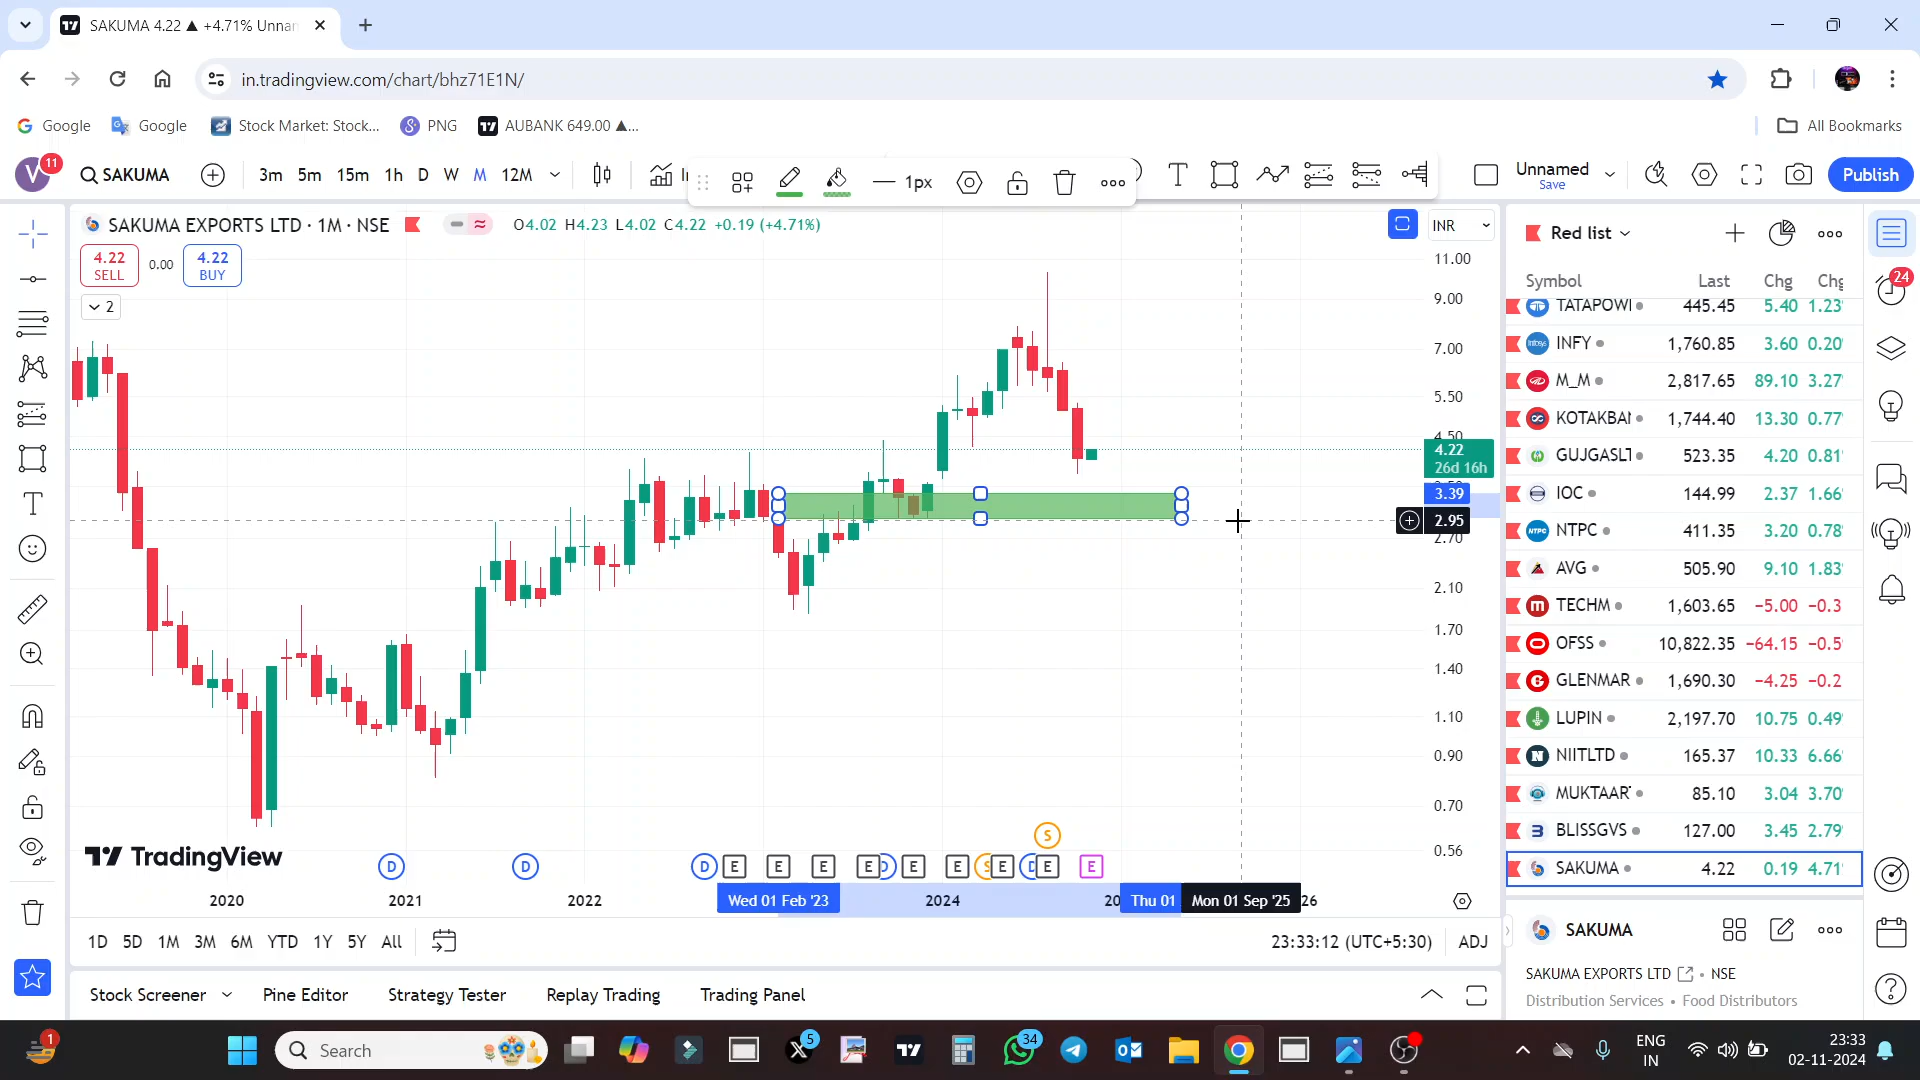 SAKUMA 4.22 ▲ +4.71% Unnar
in.tradingview.com/chart/bhz71E1N/
Google
Google
Stock Market: Stock...
PNG
AUBANK 649.00 ▲...
All Bookmarks
V
11
SAKUMA
3m
5m
15m
1h
D
W
M
12M
1px
T
Unnamed
Save
Publish
SAKUMA EXPORTS LTD · 1M · NSE
O4.02 H4.23 L4.02 C4.22 +0.19 (+4.71%)
4.22
SELL
0.00
4.22
BUY
2
INR
11.00
9.00
7.00
5.50
4.50
4.22
26d 16h
3.39
2.95
2.70
2.10
1.70
1.40
1.10
0.90
0.70
0.56
TradingView
D
D
D
E
E
E
E
D
E
E
S
E
D
E
S
E
2020
2021
2022
Wed 01 Feb '23
2024
20
Thu 01
Mon 01 Sep '25
26
1D
5D
1M
3M
6M
YTD
1Y
5Y
All
23:33:12 (UTC+5:30)
ADJ
Stock Screener
Pine Editor
Strategy Tester
Replay Trading
Trading Panel
Red list
Symbol Last Chg Chg
TATAPOWI 445.45 5.40 1.23
INFY 1,760.85 3.60 0.20
M_M 2,817.65 89.10 3.27
KOTAKBAI 1,744.40 13.30 0.77
GUJGASLT 523.35 4.20 0.81
IOC 144.99 2.37 1.66
NTPC 411.35 3.20 0.78
AVG 505.90 9.10 1.83
TECHM 1,603.65 −5.00 −0.3
OFSS 10,822.35 −64.15 −0.5
GLENMAR 1,690.30 −4.25 −0.2
LUPIN 2,197.70 10.75 0.49
NIITLTD 165.37 10.33 6.66
MUKTAAR 85.10 3.04 3.70
BLISSGVS 127.00 3.45 2.79
SAKUMA 4.22 0.19 4.71
SAKUMA
SAKUMA EXPORTS LTD • NSE
Distribution Services • Food Distributors
24
1
Search
5
34
ENG
IN
23:33
02-11-2024